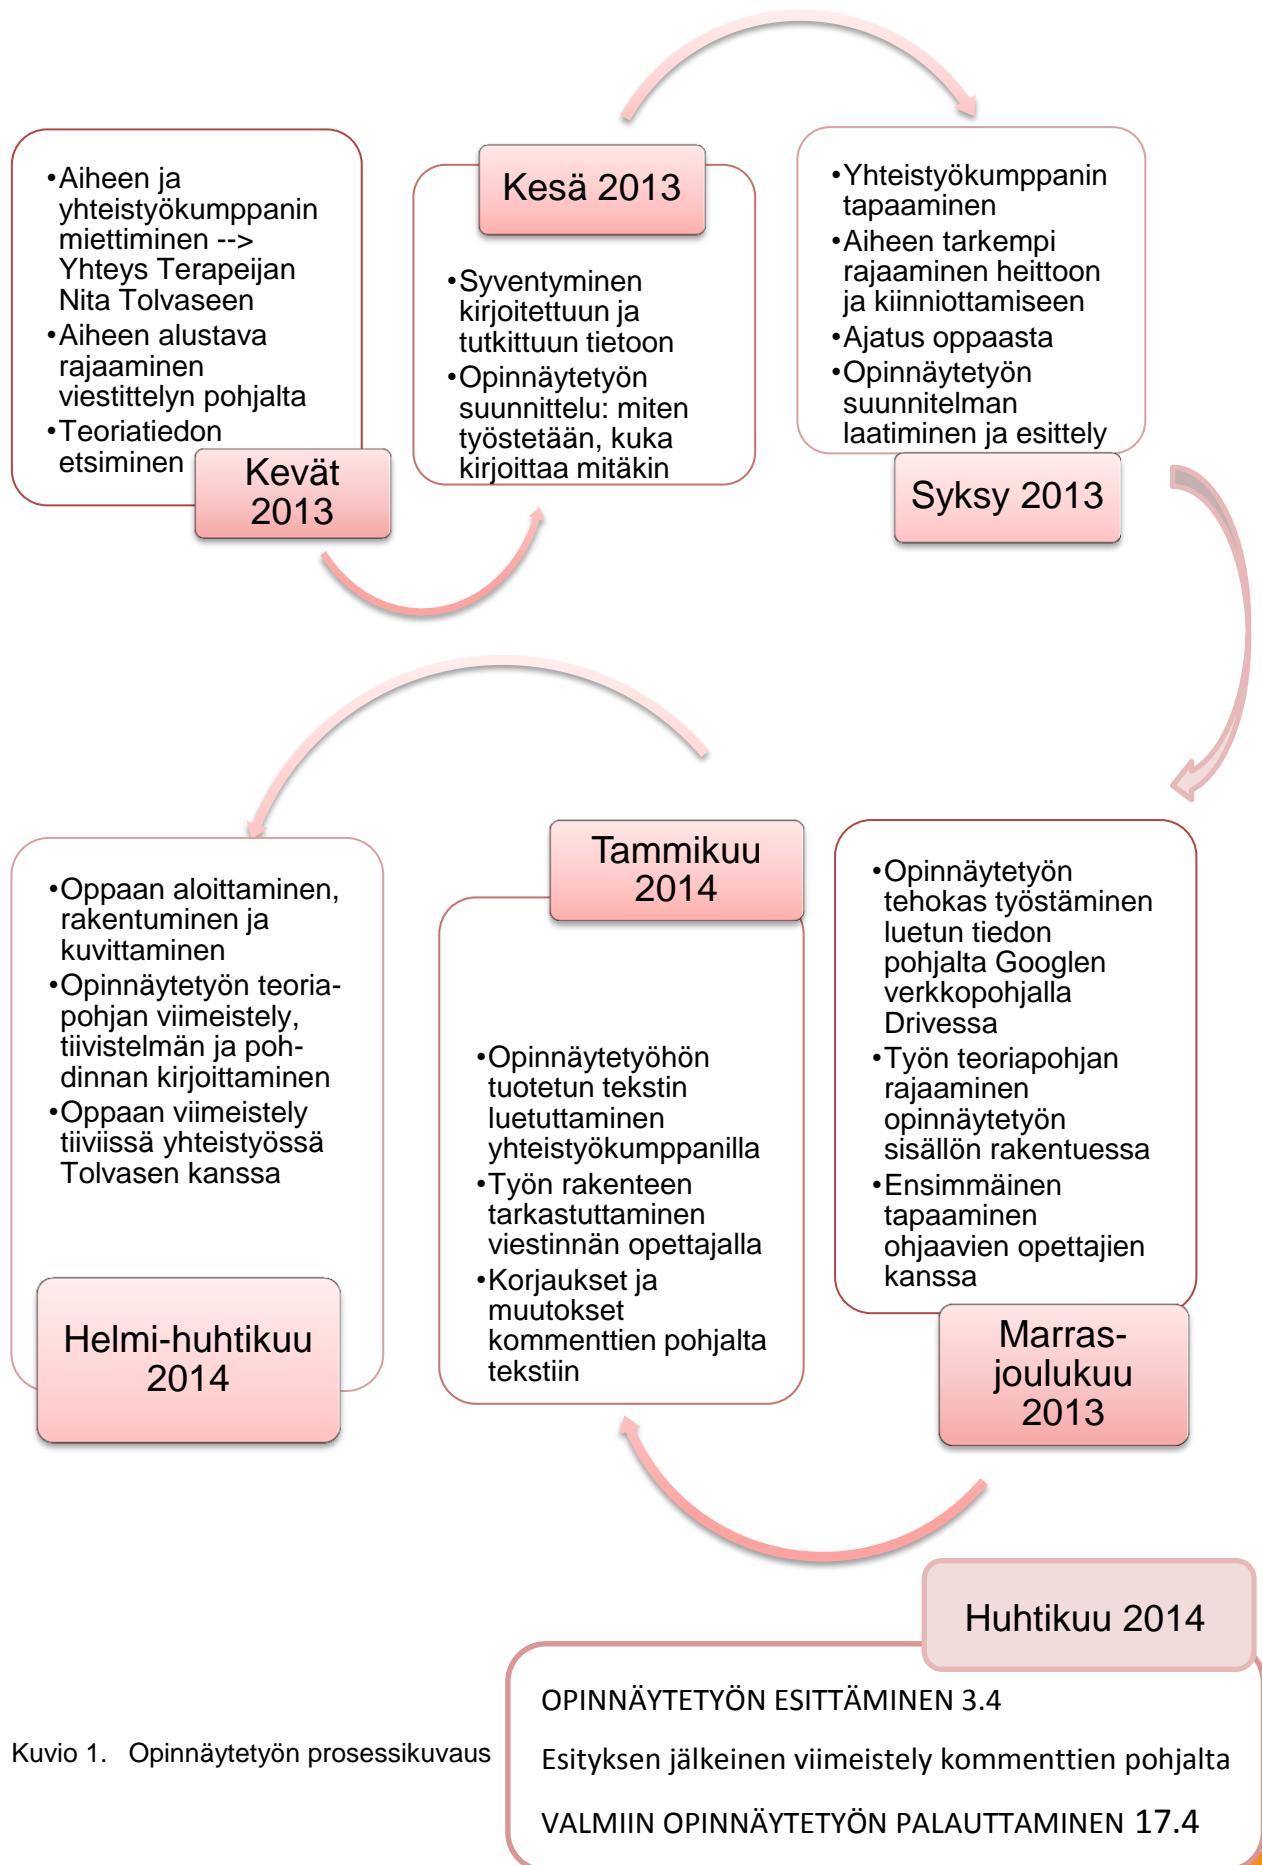 •Aiheen ja
yhteistyökumppanin
miettiminen -->
Yhteys Terapeijan
Nita Tolvaseen
•Aiheen alustava
rajaaminen
viestittelyn pohjalta
•Teoriatiedon
etsiminen
Kevät
2013
Kesä 2013
•Syventyminen
kirjoitettuun ja
tutkittuun tietoon
•Opinnäytetyön
suunnittelu: miten
työstetään, kuka
kirjoittaa mitäkin
•Yhteistyökumppanin
tapaaminen
•Aiheen tarkempi
rajaaminen heittoon
ja kiinniottamiseen
•Ajatus oppaasta
•Opinnäytetyön
suunnitelman
laatiminen ja esittely
Syksy 2013
•Opinnäytetyön
tehokas työstäminen
luetun tiedon
pohjalta Googlen
verkkopohjalla
Drivessa
•Työn teoriapohjan
rajaaminen
opinnäytetyön
sisällön rakentuessa
•Ensimmäinen
tapaaminen
ohjaavien opettajien
kanssa
Marras-
joulukuu
2013
Tammikuu
2014
•Opinnäytetyöhön
tuotetun tekstin
luetuttaminen
yhteistyökumppanilla
•Työn rakenteen
tarkastuttaminen
viestinnän opettajalla
•Korjaukset ja
muutokset
kommenttien pohjalta
tekstiin
•Oppaan aloittaminen,
rakentuminen ja
kuvittaminen
•Opinnäytetyön teoria-
pohjan viimeistely,
tiivistelmän ja poh-
dinnan kirjoittaminen
•Oppaan viimeistely
tiiviissä yhteistyössä
Tolvasen kanssa
Helmi-huhtikuu
2014
Huhtikuu 2014
OPINNÄYTETYÖN ESITTÄMINEN 3.4
Esityksen jälkeinen viimeistely kommenttien pohjalta
VALMIIN OPINNÄYTETYÖN PALAUTTAMINEN 17.4
Kuvio 1. Opinnäytetyön prosessikuvaus